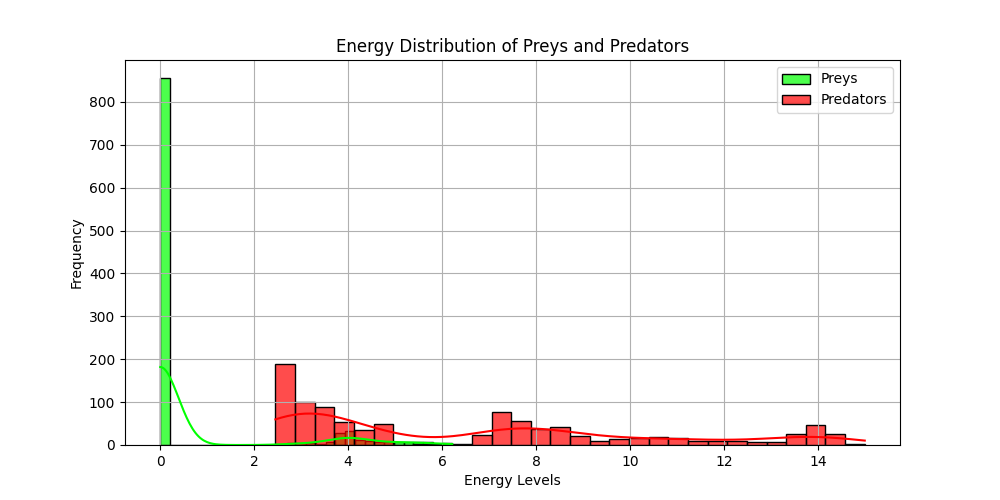 Energy Distribution of Preys and Predators
Preys
Predators
Frequency
800
700
600
500
400
300
200
100
0
0 2 4 6 8 10 12 14
Energy Levels